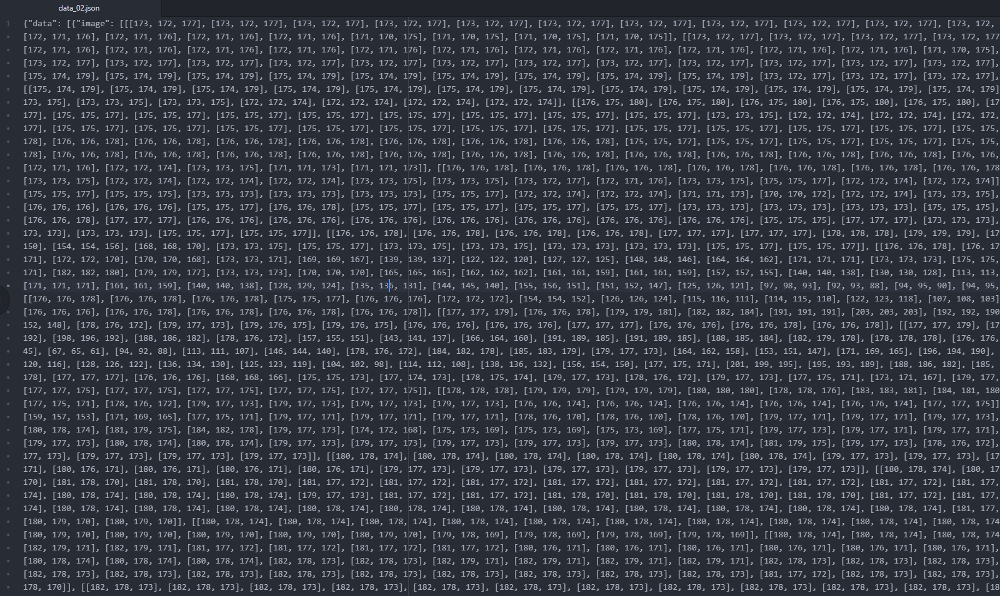 data_02.json
1 {"data": [{"image": [[[173, 172, 177], [173, 172, 177], [173, 172, 177], [173, 172, 177], [173, 172, 177], [173, 172, 177], [173, 172, 177], [173, 172, 177], [173, 172, 177], [173, 172, 177], [173, 172,
[172, 171, 176], [172, 171, 176], [172, 171, 176], [172, 171, 176], [171, 170, 175], [171, 170, 175], [171, 170, 175], [171, 170, 175]], [[173, 172, 177], [173, 172, 177], [173, 172, 177], [173, 172, 177
[172, 171, 176], [172, 171, 176], [172, 171, 176], [172, 171, 176], [172, 171, 176], [172, 171, 176], [172, 171, 176], [172, 171, 176], [172, 171, 176], [172, 171, 176], [172, 171, 176], [171, 170, 175],
[173, 172, 177], [173, 172, 177], [173, 172, 177], [173, 172, 177], [173, 172, 177], [173, 172, 177], [173, 172, 177], [173, 172, 177], [173, 172, 177], [173, 172, 177], [173, 172, 177], [173, 172, 177],
[175, 174, 179], [175, 174, 179], [175, 174, 179], [175, 174, 179], [175, 174, 179], [175, 174, 179], [175, 174, 179], [175, 174, 179], [175, 174, 179], [173, 172, 177], [173, 172, 177], [173, 172, 177],
[[175, 174, 179], [175, 174, 179], [175, 174, 179], [175, 174, 179], [175, 174, 179], [175, 174, 179], [175, 174, 179], [175, 174, 179], [175, 174, 179], [175, 174, 179], [175, 174, 179], [175, 174, 179]
173, 175], [173, 173, 175], [173, 173, 175], [172, 172, 174], [172, 172, 174], [172, 172, 174], [172, 172, 174]], [[176, 175, 180], [176, 175, 180], [176, 175, 180], [176, 175, 180], [176, 175, 180], [17
177], [175, 175, 177], [175, 175, 177], [175, 175, 177], [175, 175, 177], [175, 175, 177], [175, 175, 177], [175, 175, 177], [175, 175, 177], [173, 173, 175], [172, 172, 174], [172, 172, 174], [172, 172,
177], [175, 175, 177], [175, 175, 177], [175, 175, 177], [175, 175, 177], [175, 175, 177], [175, 175, 177], [175, 175, 177], [175, 175, 177], [175, 175, 177], [175, 175, 177], [175, 175, 177], [175, 175,
178], [176, 176, 178], [176, 176, 178], [176, 176, 178], [176, 176, 178], [176, 176, 178], [176, 176, 178], [176, 176, 178], [175, 175, 177], [175, 175, 177], [175, 175, 177], [175, 175, 177], [175, 175,
178], [176, 176, 178], [176, 176, 178], [176, 176, 178], [176, 176, 178], [176, 176, 178], [176, 176, 178], [176, 176, 178], [176, 176, 178], [176, 176, 178], [176, 176, 178], [176, 176, 178], [176, 176,
[172, 171, 176], [172, 172, 174], [173, 173, 175], [171, 171, 173], [171, 171, 173]], [[176, 176, 178], [176, 176, 178], [176, 176, 178], [176, 176, 178], [176, 176, 178], [176, 176, 178], [176, 176, 178
[173, 173, 175], [172, 172, 174], [172, 172, 174], [172, 172, 174], [173, 173, 175], [173, 173, 175], [173, 172, 177], [172, 171, 176], [173, 173, 175], [175, 175, 177], [172, 172, 174], [172, 172, 174]]
[175, 175, 177], [175, 175, 175], [173, 173, 173], [173, 173, 173], [173, 173, 173], [175, 175, 177], [172, 172, 174], [172, 172, 174], [171, 171, 173], [170, 170, 172], [172, 172, 174], [173, 173, 175],
[176, 176, 176], [176, 176, 176], [175, 175, 177], [176, 176, 178], [175, 175, 177], [175, 175, 177], [175, 175, 177], [175, 175, 177], [173, 173, 173], [173, 173, 173], [173, 173, 173], [175, 175, 175],
[176, 176, 178], [177, 177, 177], [176, 176, 176], [176, 176, 176], [176, 176, 176], [176, 176, 176], [176, 176, 176], [176, 176, 176], [176, 176, 176], [175, 175, 175], [177, 177, 177], [173, 173, 173],
173, 173], [173, 173, 173], [175, 175, 177], [175, 175, 177]], [[176, 176, 178], [176, 176, 178], [176, 176, 178], [176, 176, 178], [177, 177, 177], [177, 177, 177], [178, 178, 178], [179, 179, 179], [17
150], [154, 154, 156], [168, 168, 170], [173, 173, 175], [175, 175, 177], [173, 173, 175], [173, 173, 175], [173, 173, 173], [173, 173, 173], [175, 175, 177], [175, 175, 177]], [[176, 176, 178], [176, 17
171], [172, 172, 170], [170, 170, 168], [173, 173, 171], [169, 169, 167], [139, 139, 137], [122, 122, 120], [127, 127, 125], [148, 148, 146], [164, 164, 162], [171, 171, 171], [173, 173, 173], [175, 175,
171], [182, 182, 180], [179, 179, 177], [173, 173, 173], [170, 170, 170], [165, 165, 165], [162, 162, 162], [161, 161, 159], [161, 161, 159], [157, 157, 155], [140, 140, 138], [130, 130, 128], [113, 113,
[171, 171, 171], [161, 161, 159], [140, 140, 138], [128, 129, 124], [135, 136, 131], [144, 145, 140], [155, 156, 151], [151, 152, 147], [125, 126, 121], [97, 98, 93], [92, 93, 88], [94, 95, 90], [94, 95,
[[176, 176, 178], [176, 176, 178], [176, 176, 178], [175, 175, 177], [176, 176, 176], [172, 172, 172], [154, 154, 152], [126, 126, 124], [115, 116, 111], [114, 115, 110], [122, 123, 118], [107, 108, 103]
[176, 176, 176], [176, 176, 176], [176, 176, 178], [176, 176, 178], [176, 176, 178]], [[177, 177, 179], [176, 176, 178], [179, 179, 181], [182, 182, 184], [191, 191, 191], [203, 203, 203], [192, 192, 190
152, 148], [178, 176, 172], [179, 177, 173], [179, 176, 175], [179, 176, 175], [176, 176, 176], [176, 176, 176], [177, 177, 177], [176, 176, 176], [176, 176, 178], [176, 176, 178]], [[177, 177, 179], [17
192], [198, 196, 192], [188, 186, 182], [178, 176, 172], [157, 155, 151], [143, 141, 137], [166, 164, 160], [191, 189, 185], [191, 189, 185], [188, 185, 184], [182, 179, 178], [178, 178, 178], [176, 176,
45], [67, 65, 61], [94, 92, 88], [113, 111, 107], [146, 144, 140], [178, 176, 172], [184, 182, 178], [185, 183, 179], [179, 177, 173], [164, 162, 158], [153, 151, 147], [171, 169, 165], [196, 194, 190],
120, 116], [128, 126, 122], [136, 134, 130], [125, 123, 119], [104, 102, 98], [114, 112, 108], [138, 136, 132], [156, 154, 150], [177, 175, 171], [201, 199, 195], [195, 193, 189], [188, 186, 182], [185,
178], [177, 177, 177], [176, 176, 176], [168, 168, 166], [175, 175, 173], [177, 174, 173], [178, 175, 174], [179, 177, 173], [178, 176, 172], [179, 177, 173], [177, 175, 171], [173, 171, 167], [179, 177,
[177, 177, 175], [177, 177, 175], [177, 177, 175], [177, 177, 175], [177, 177, 175]], [[178, 178, 178], [179, 179, 179], [179, 179, 179], [180, 180, 180], [178, 178, 176], [183, 183, 181], [184, 181, 180
[177, 175, 171], [178, 176, 172], [179, 177, 173], [179, 177, 173], [179, 177, 173], [179, 177, 173], [176, 176, 174], [176, 176, 174], [176, 176, 174], [176, 176, 174], [176, 176, 174], [177, 177, 175]]
[159, 157, 153], [171, 169, 165], [177, 175, 171], [179, 177, 171], [179, 177, 171], [179, 177, 171], [178, 176, 170], [178, 176, 170], [178, 176, 170], [179, 177, 171], [179, 177, 171], [179, 177, 173],
[180, 178, 174], [181, 179, 175], [184, 182, 178], [179, 177, 173], [174, 172, 168], [175, 173, 169], [175, 173, 169], [175, 173, 169], [177, 175, 171], [179, 177, 173], [179, 177, 171], [179, 177, 171],
[179, 177, 173], [180, 178, 174], [180, 178, 174], [179, 177, 173], [179, 177, 173], [179, 177, 173], [179, 177, 173], [179, 177, 173], [180, 178, 174], [181, 179, 175], [179, 177, 173], [178, 176, 172],
177, 173], [179, 177, 173], [179, 177, 173], [179, 177, 173]], [[180, 178, 174], [180, 178, 174], [180, 178, 174], [180, 178, 174], [180, 178, 174], [180, 178, 174], [179, 177, 173], [179, 177, 173], [17
171], [180, 176, 171], [180, 176, 171], [180, 176, 171], [180, 176, 171], [179, 177, 173], [179, 177, 173], [179, 177, 173], [179, 177, 173], [179, 177, 173], [179, 177, 173]], [[180, 178, 174], [180, 17
170], [181, 178, 170], [181, 178, 170], [181, 178, 170], [181, 177, 172], [181, 177, 172], [181, 177, 172], [181, 177, 172], [181, 177, 172], [181, 177, 172], [181, 177, 172], [181, 177, 172], [181, 177,
174], [180, 178, 174], [180, 178, 174], [180, 178, 174], [179, 177, 173], [181, 177, 172], [181, 177, 172], [181, 178, 170], [181, 178, 170], [181, 178, 170], [181, 178, 170], [181, 177, 172], [181, 177,
174], [180, 178, 174], [180, 178, 174], [180, 178, 174], [180, 178, 174], [180, 178, 174], [180, 178, 174], [180, 178, 174], [180, 178, 174], [180, 178, 174], [180, 178, 174], [180, 178, 174], [181, 177,
[180, 179, 170], [180, 179, 170]], [[180, 178, 174], [180, 178, 174], [180, 178, 174], [180, 178, 174], [180, 178, 174], [180, 178, 174], [180, 178, 174], [180, 178, 174], [180, 178, 174], [180, 178, 174
[180, 179, 170], [180, 179, 170], [180, 179, 170], [180, 179, 170], [180, 179, 170], [179, 178, 169], [179, 178, 169], [179, 178, 169], [179, 178, 169]], [[180, 178, 174], [180, 178, 174], [180, 178, 174
[182, 179, 171], [182, 179, 171], [181, 177, 172], [181, 177, 172], [181, 177, 172], [181, 177, 172], [180, 176, 171], [180, 176, 171], [180, 176, 171], [180, 176, 171], [180, 176, 171], [180, 176, 171],
[180, 178, 174], [180, 178, 174], [180, 178, 174], [182, 178, 173], [182, 178, 173], [182, 179, 171], [182, 179, 171], [182, 179, 171], [182, 179, 171], [182, 178, 173], [182, 178, 173], [182, 178, 173],
[182, 178, 173], [182, 178, 173], [182, 178, 173], [182, 178, 173], [182, 178, 173], [182, 178, 173], [182, 178, 173], [182, 178, 173], [182, 178, 173], [181, 177, 172], [182, 178, 173], [182, 178, 173],
178, 170]], [[182, 178, 173], [182, 178, 173], [182, 178, 173], [182, 178, 173], [182, 178, 173], [182, 178, 173], [182, 178, 173], [182, 178, 173], [182, 178, 173], [182, 178, 173], [182, 178, 173], [18